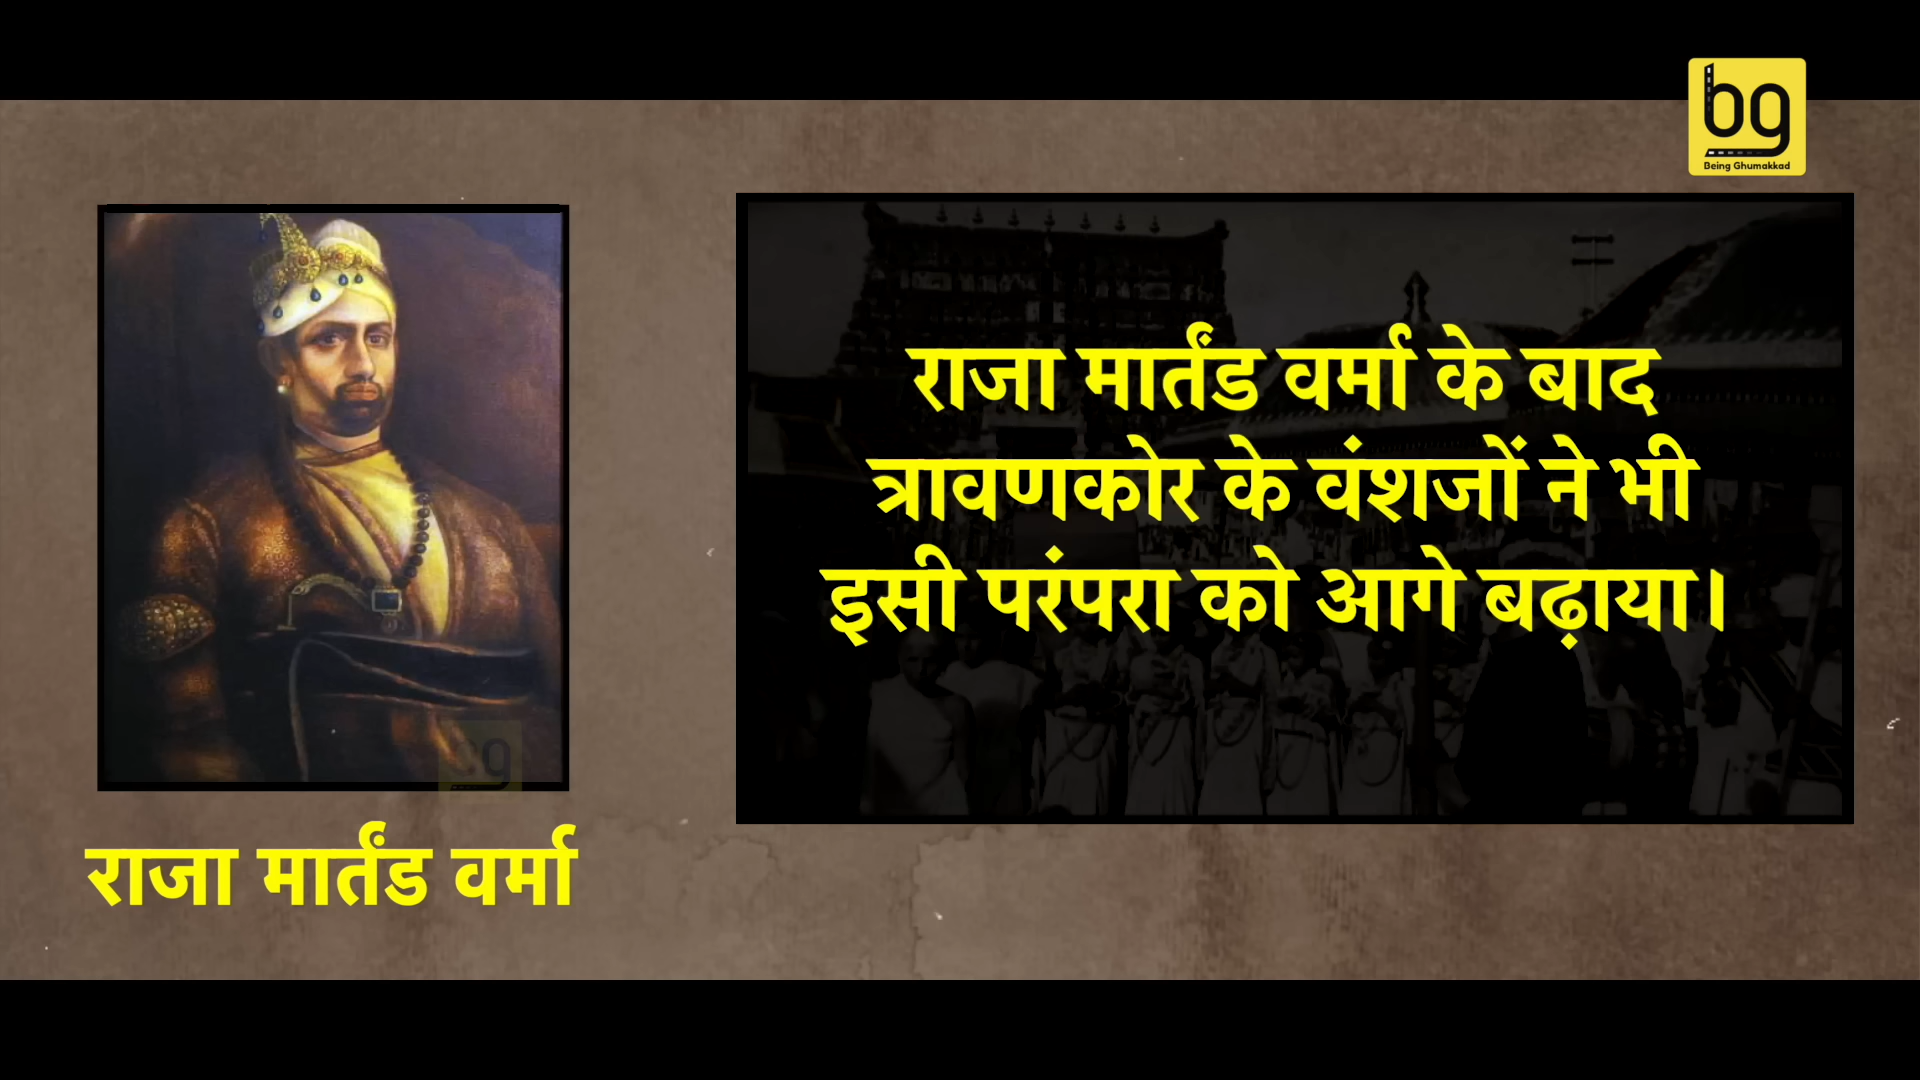 bg
Being Ghumakkad
राजा मार्तंड वर्मा के बाद
त्रावणकोर के वंशजों ने भी
इसी परंपरा को आगे बढ़ाया।
राजा मार्तंड वर्मा